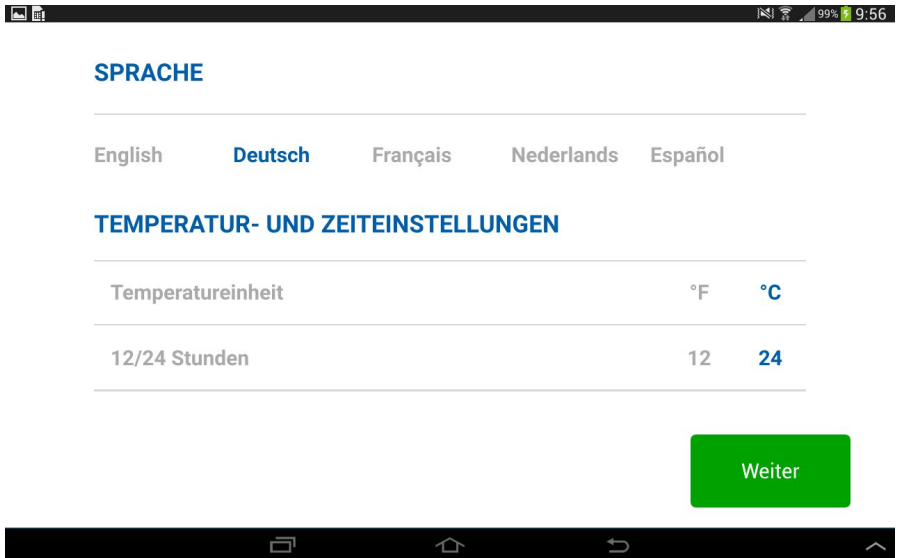 99% 9:56
SPRACHE
English Deutsch Français Nederlands Español
TEMPERATUR- UND ZEITEINSTELLUNGEN
Temperatureinheit °F °C
12/24 Stunden 12 24
Weiter